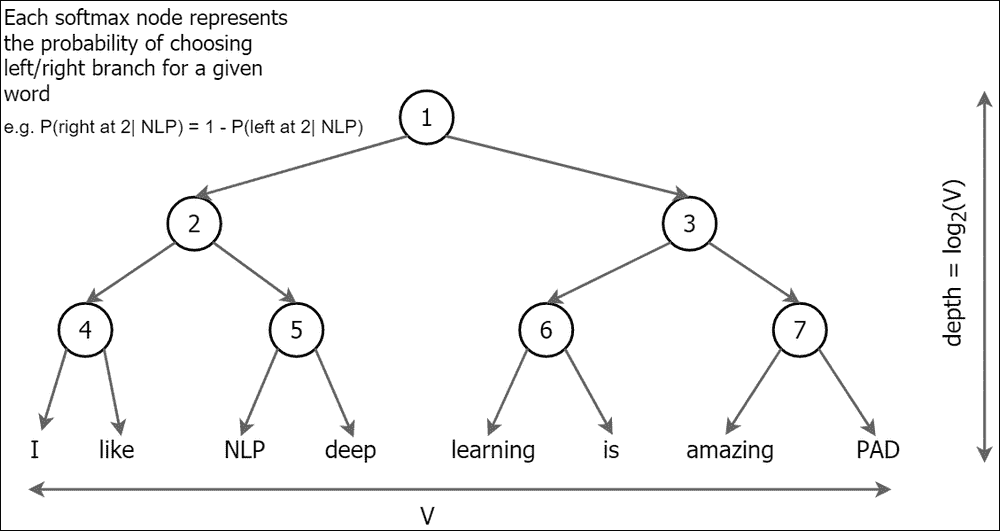 Each softmax node represents
the probability of choosing
left/right branch for a given
word
e.g. P(right at 2| NLP) = 1 - P(left at 2| NLP)
1
2
3
4
5
6
7
I
like
NLP
deep
learning
is
amazing
PAD
V
depth = log₂(V)